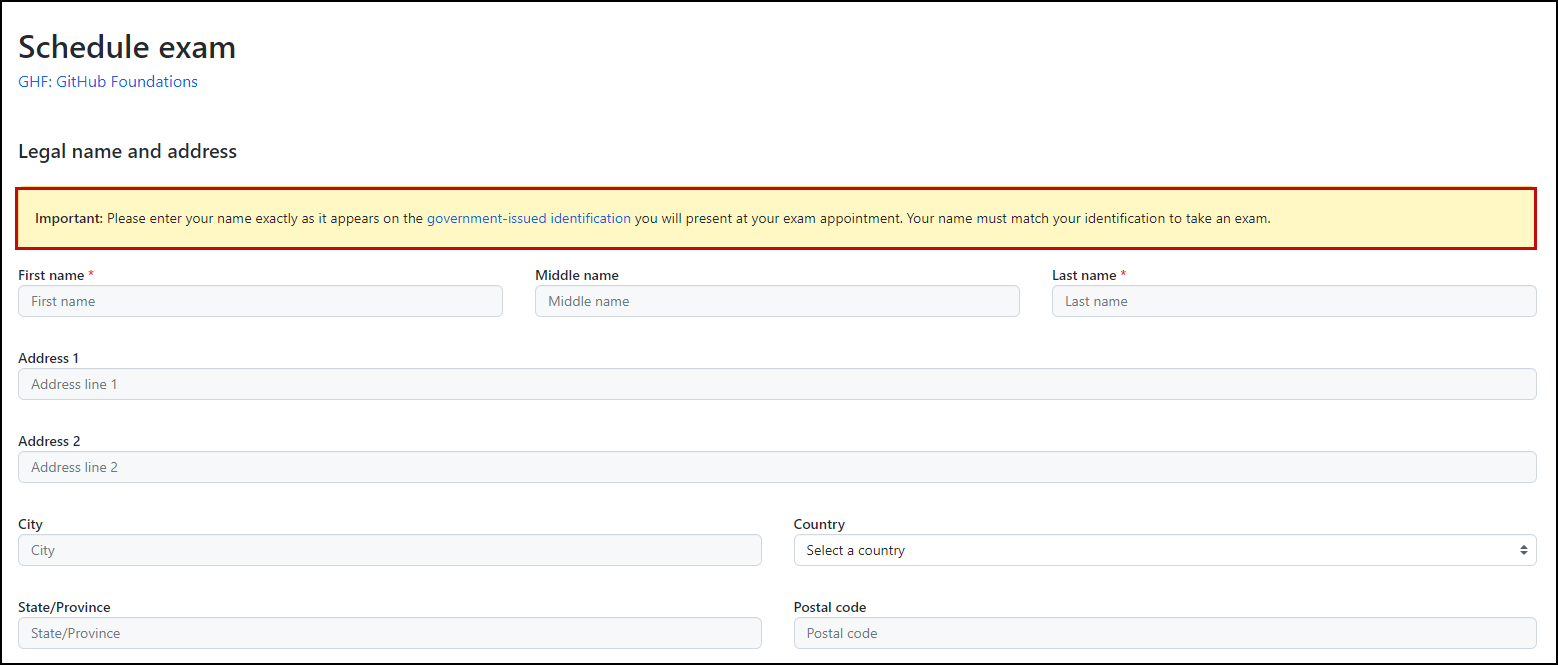 Schedule exam
GHF: GitHub Foundations
Legal name and address
Important: Please enter your name exactly as it appears on the government-issued identification you will present at your exam appointment. Your name must match your identification to take an exam.
First name * Middle name Last name *
First name Middle name Last name
Address 1
Address line 1
Address 2
Address line 2
City Country
City Select a country
State/Province Postal code
State/Province Postal code